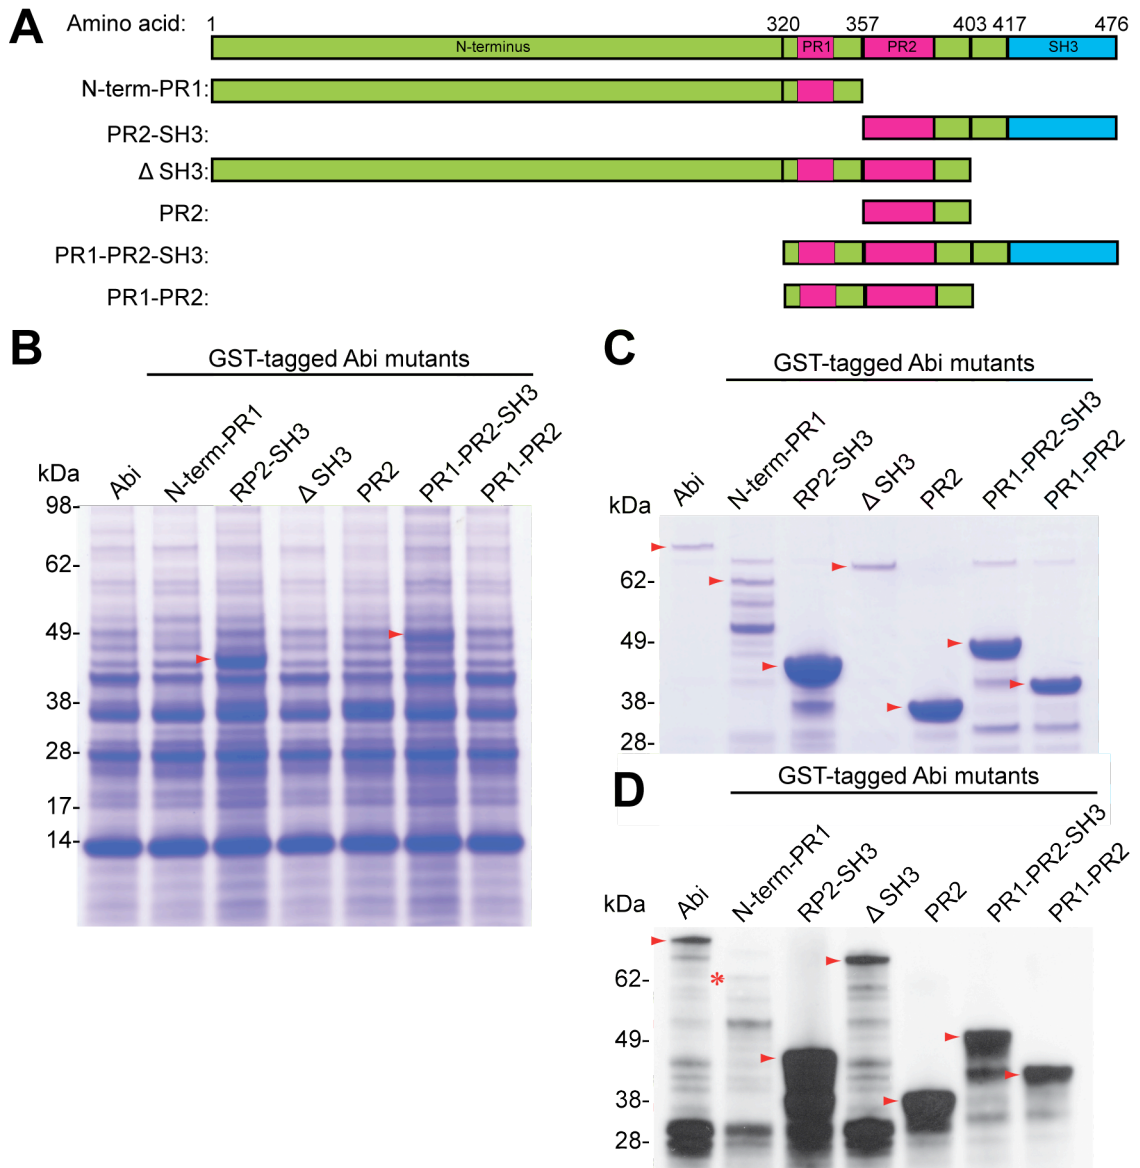 A
Amino acid: 1 320 357 403 417 476
N-terminus PR1 PR2 SH3
N-term-PR1:
PR2-SH3:
Δ SH3:
PR2:
PR1-PR2-SH3:
PR1-PR2:
B
GST-tagged Abi mutants
kDa
Abi
N-term-PR1
RP2-SH3
Δ SH3
PR2
PR1-PR2-SH3
PR1-PR2
98-
62-
49-
38-
28-
17-
14-
C
GST-tagged Abi mutants
kDa
Abi
N-term-PR1
RP2-SH3
Δ SH3
PR2
PR1-PR2-SH3
PR1-PR2
62-
49-
38-
28-
D
GST-tagged Abi mutants
kDa
Abi
N-term-PR1
RP2-SH3
Δ SH3
PR2
PR1-PR2-SH3
PR1-PR2
*
62-
49-
38-
28-